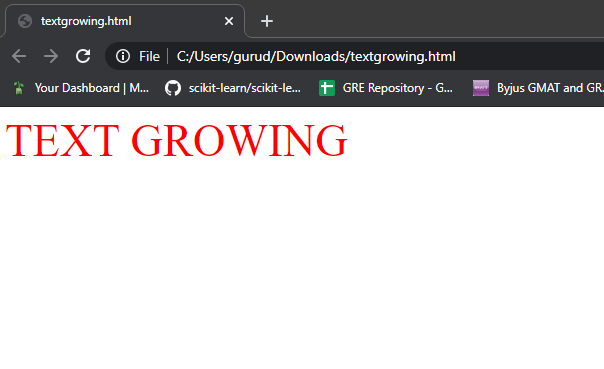 textgrowing.html
File C:/Users/gurud/Downloads/textgrowing.html
Your Dashboard | M... scikit-learn/scikit-le... GRE Repository - G... Byjus GMAT and GR
TEXT GROWING